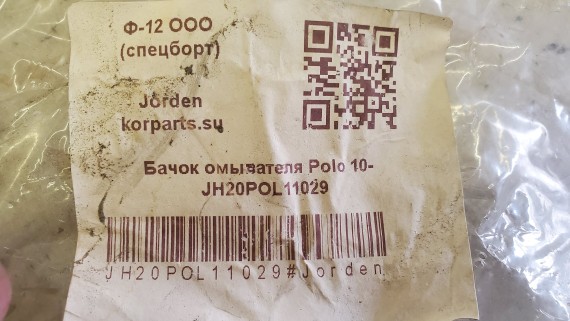 Ф-12 ООО
(спецборт)
Jorden
korparts.su
Бачок омывателя Polo 10-
JH20POL11029
JH20POL11029#Jorden